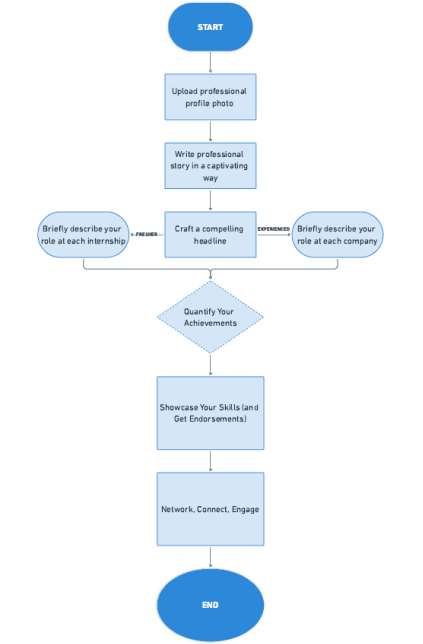 START
Upload professional
profile photo
Write professional
story in a captivating
way
Briefly describe your
role at each internship
FRESHER
Craft a compelling
headline
EXPERIENCED
Briefly describe your
role at each company
Quantify Your
Achievements
Showcase Your Skills (and
Get Endorsements)
Network, Connect, Engage
END